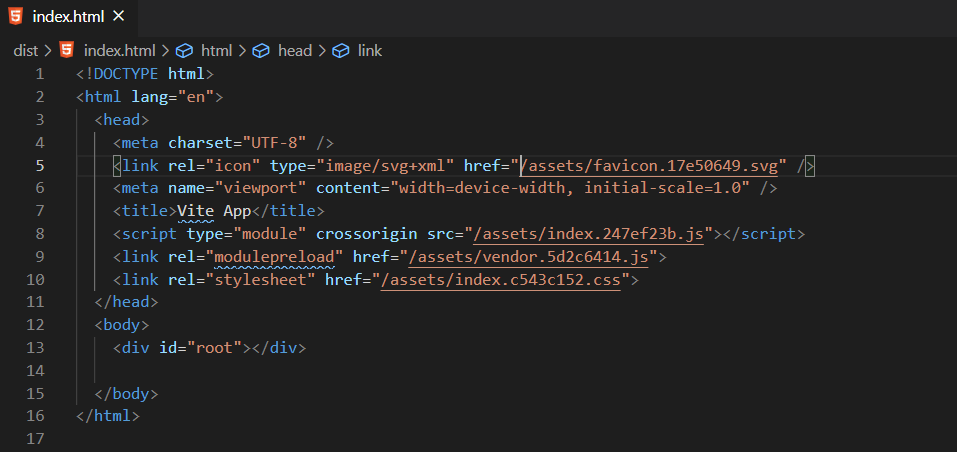 index.html
dist > index.html > html > head > link
1 <!DOCTYPE html>
2 <html lang="en">
3 <head>
4 <meta charset="UTF-8" />
5 <link rel="icon" type="image/svg+xml" href="/assets/favicon.17e50649.svg" />
6 <meta name="viewport" content="width=device-width, initial-scale=1.0" />
7 <title>Vite App</title>
8 <script type="module" crossorigin src="/assets/index.247ef23b.js"></script>
9 <link rel="modulepreload" href="/assets/vendor.5d2c6414.js">
10 <link rel="stylesheet" href="/assets/index.c543c152.css">
11 </head>
12 <body>
13 <div id="root"></div>
14
15 </body>
16 </html>
17